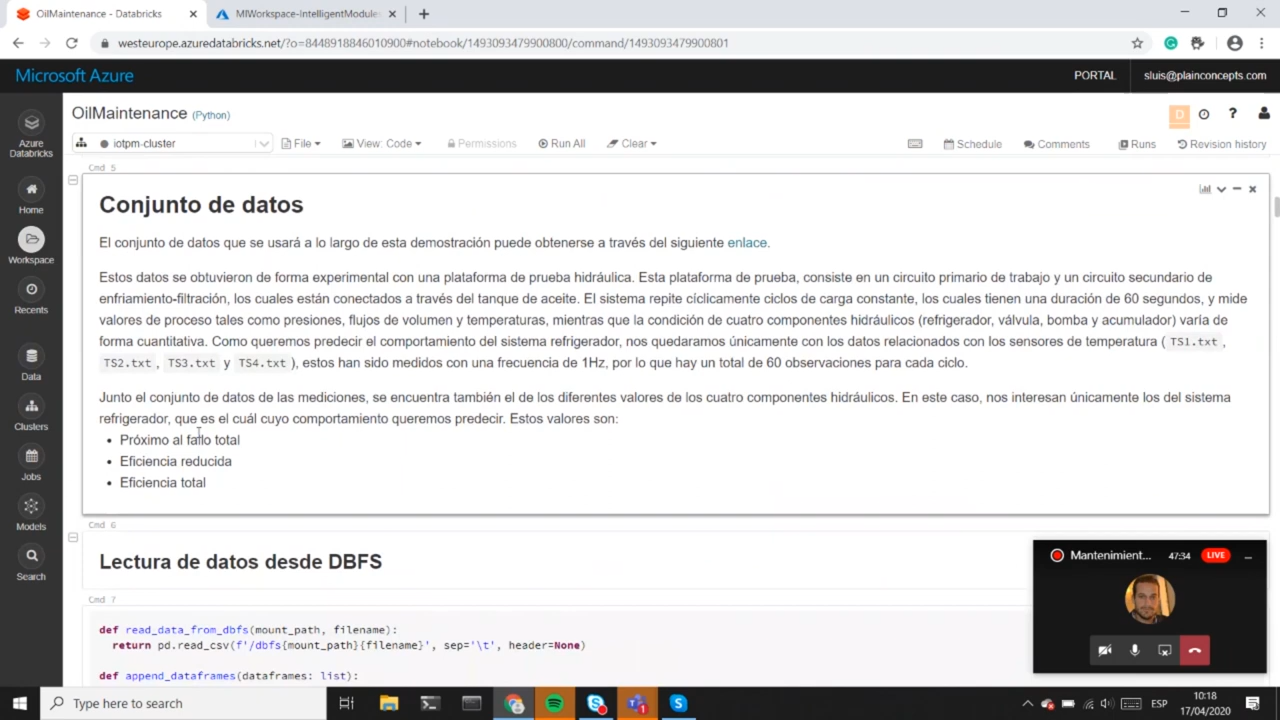 OilMaintenance - Databricks
MIWorkspace-IntelligentModules
westeurope.azuredatabricks.net/?o=8448918846010900#notebook/1493093479900800/command/1493093479900801
Microsoft Azure
PORTAL
sluis@plainconcepts.com
OilMaintenance (Python)
D
iotpm-cluster
File
View: Code
Permissions
Run All
Clear
Schedule
Comments
Runs
Revision history
Azure
Databricks
Home
Workspace
Recents
Data
Clusters
Jobs
Models
Search
Cmd 5
Conjunto de datos
El conjunto de datos que se usará a lo largo de esta demostración puede obtenerse a través del siguiente enlace.
Estos datos se obtuvieron de forma experimental con una plataforma de prueba hidráulica. Esta plataforma de prueba, consiste en un circuito primario de trabajo y un circuito secundario de
enfriamiento-filtración, los cuales están conectados a través del tanque de aceite. El sistema repite cíclicamente ciclos de carga constante, los cuales tienen una duración de 60 segundos, y mide
valores de proceso tales como presiones, flujos de volumen y temperaturas, mientras que la condición de cuatro componentes hidráulicos (refrigerador, válvula, bomba y acumulador) varía de
forma cuantitativa. Como queremos predecir el comportamiento del sistema refrigerador, nos quedaramos únicamente con los datos relacionados con los sensores de temperatura ( TS1.txt ,
TS2.txt , TS3.txt y TS4.txt ), estos han sido medidos con una frecuencia de 1Hz, por lo que hay un total de 60 observaciones para cada ciclo.
Junto el conjunto de datos de las mediciones, se encuentra también el de los diferentes valores de los cuatro componentes hidráulicos. En este caso, nos interesan únicamente los del sistema
refrigerador, que es el cuál cuyo comportamiento queremos predecir. Estos valores son:
• Próximo al fallo total
• Eficiencia reducida
• Eficiencia total
Cmd 6
Lectura de datos desde DBFS
Cmd 7
def read_data_from_dbfs(mount_path, filename):
return pd.read_csv(f'/dbfs{mount_path}{filename}', sep='\t', header=None)
def append_dataframes(dataframes: list):
Mantenimient... 47:34 LIVE
Type here to search
ESP
10:18
17/04/2020